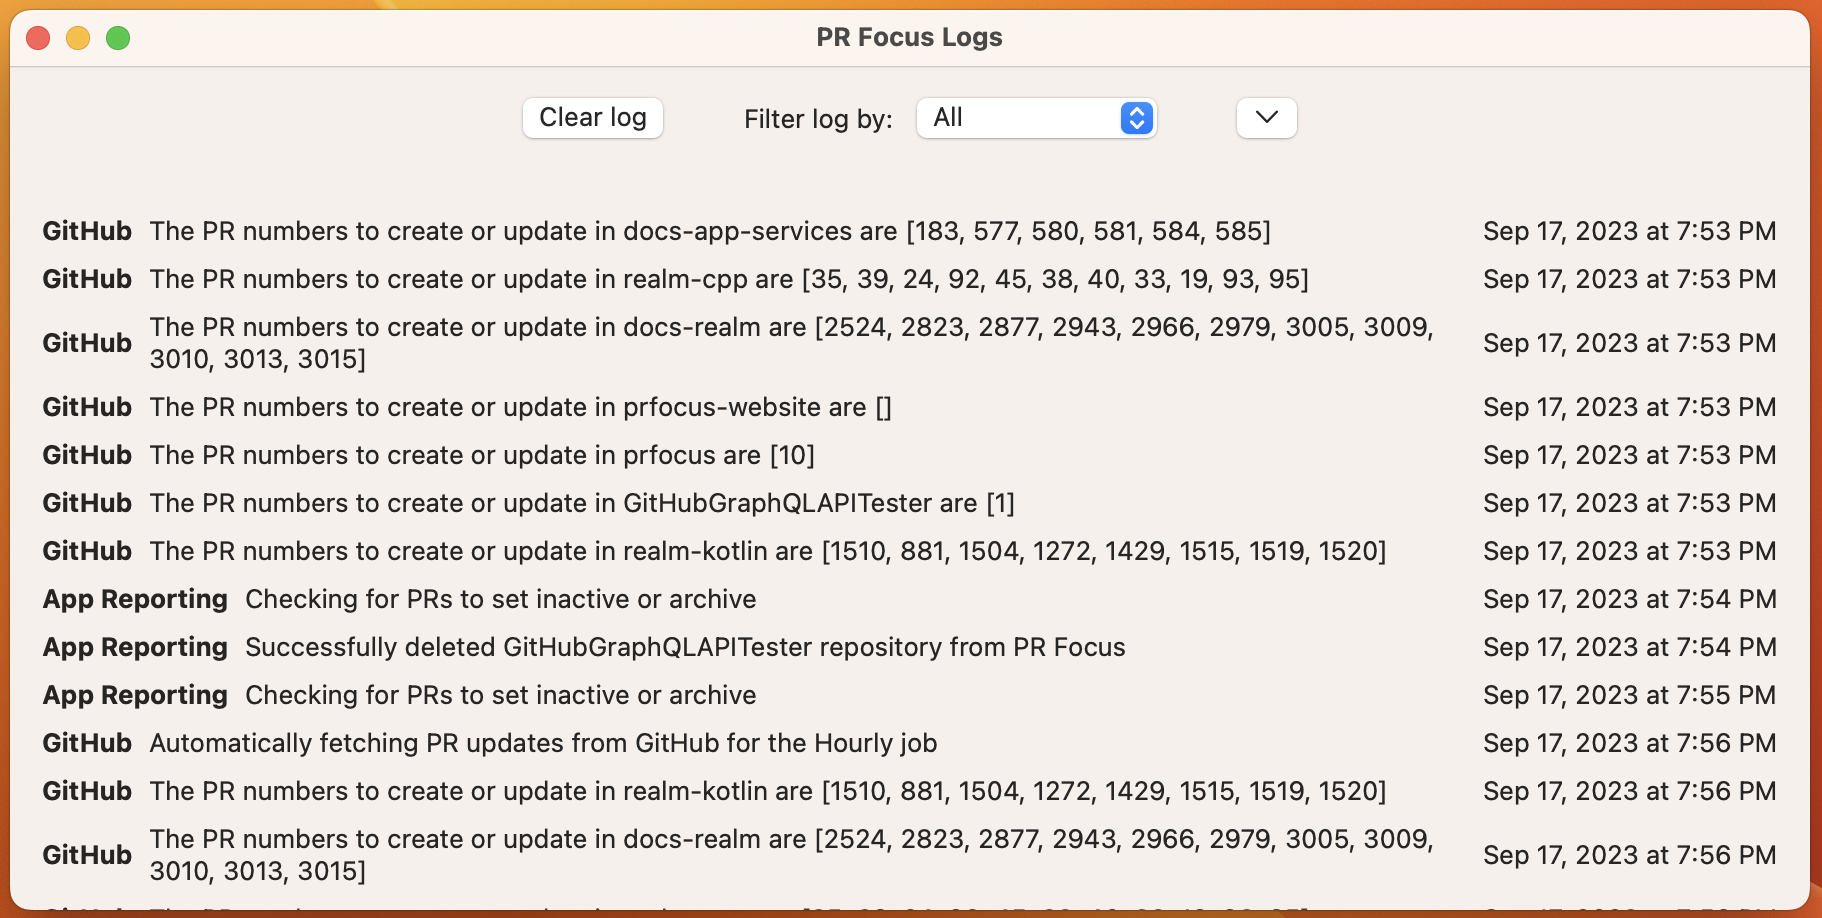 PR Focus Logs
Clear log Filter log by: All
GitHub The PR numbers to create or update in docs-app-services are [183, 577, 580, 581, 584, 585] Sep 17, 2023 at 7:53 PM
GitHub The PR numbers to create or update in realm-cpp are [35, 39, 24, 92, 45, 38, 40, 33, 19, 93, 95] Sep 17, 2023 at 7:53 PM
The PR numbers to create or update in docs-realm are [2524, 2823, 2877, 2943, 2966, 2979, 3005, 3009,
GitHub Sep 17, 2023 at 7:53 PM
3010, 3013, 3015]
GitHub The PR numbers to create or update in prfocus-website are [] Sep 17, 2023 at 7:53 PM
GitHub The PR numbers to create or update in prfocus are [10] Sep 17, 2023 at 7:53 PM
GitHub The PR numbers to create or update in GitHubGraphQLAPITester are [1] Sep 17, 2023 at 7:53 PM
GitHub The PR numbers to create or update in realm-kotlin are [1510, 881, 1504, 1272, 1429, 1515, 1519, 1520] Sep 17, 2023 at 7:53 PM
App Reporting Checking for PRs to set inactive or archive Sep 17, 2023 at 7:54 PM
App Reporting Successfully deleted GitHubGraphQLAPITester repository from PR Focus Sep 17, 2023 at 7:54 PM
App Reporting Checking for PRs to set inactive or archive Sep 17, 2023 at 7:55 PM
GitHub Automatically fetching PR updates from GitHub for the Hourly job Sep 17, 2023 at 7:56 PM
GitHub The PR numbers to create or update in realm-kotlin are [1510, 881, 1504, 1272, 1429, 1515, 1519, 1520] Sep 17, 2023 at 7:56 PM
The PR numbers to create or update in docs-realm are [2524, 2823, 2877, 2943, 2966, 2979, 3005, 3009,
GitHub Sep 17, 2023 at 7:56 PM
3010, 3013, 3015]